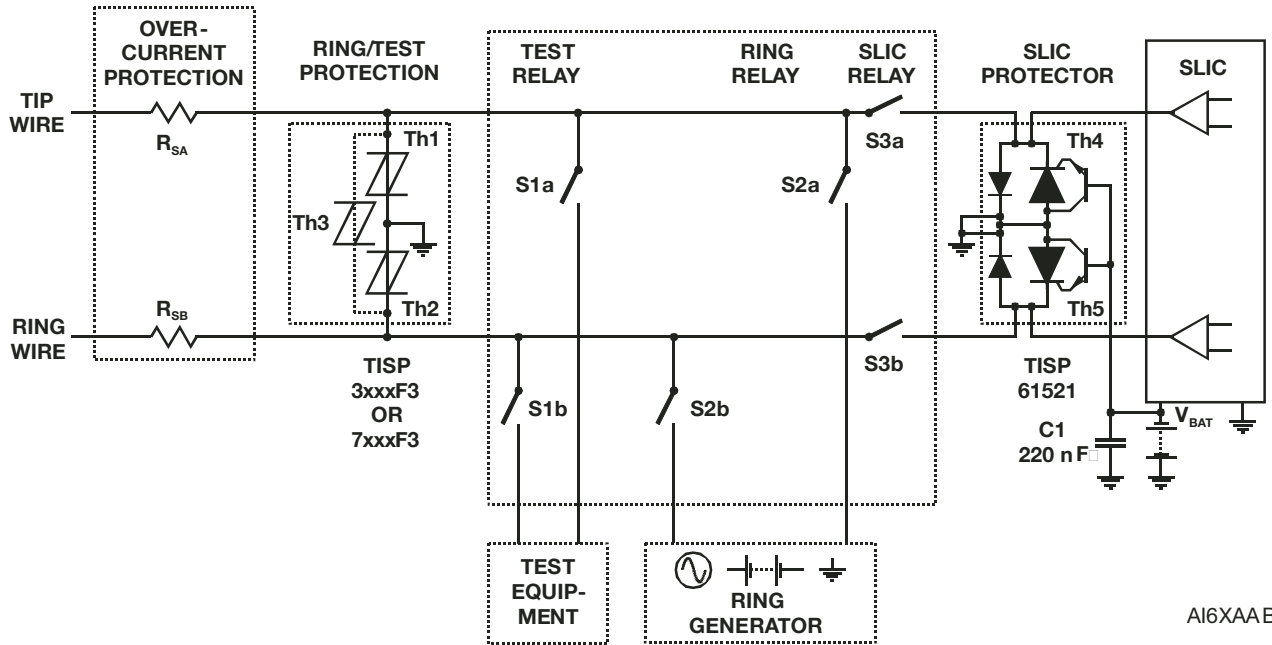 OVER-
CURRENT
PROTECTION
RING/TEST
PROTECTION
TEST
RELAY
RING
RELAY
SLIC
RELAY
SLIC
PROTECTOR
SLIC
TIP
WIRE
RSA
Th1
Th3
Th2
S1a
S2a
S3a
Th4
Th5
RING
WIRE
RSB
TISP
3xxxF3
OR
7xxxF3
S1b
S2b
S3b
TISP
61521
C1
220 nF
VBAT
TEST
EQUIP-
MENT
RING
GENERATOR
AI6XAAB